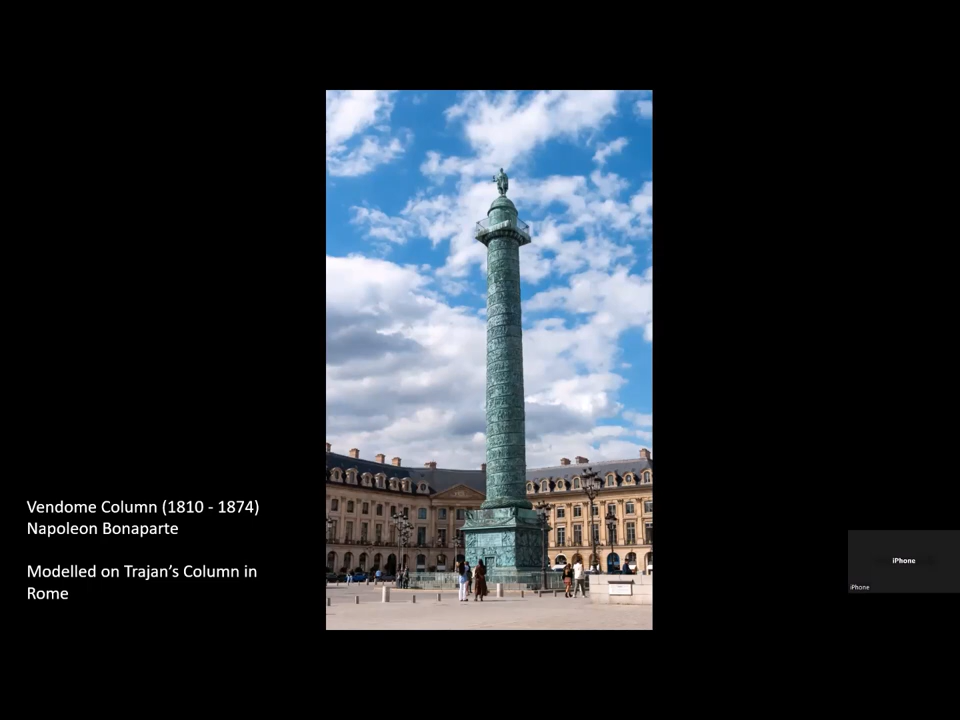 Vendome Column (1810 - 1874)
Napoleon Bonaparte
Modelled on Trajan's Column in
Rome
iPhone
iPhone